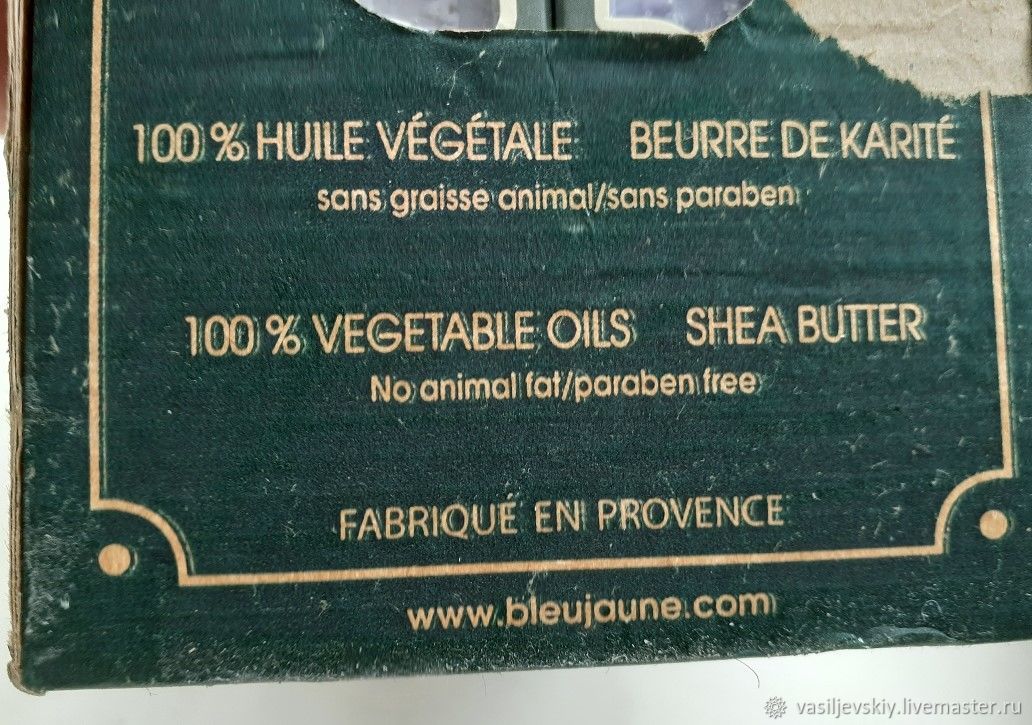 100 % HUILE VÉGÉTALE BEURRE DE KARITÉ
sans graisse animal/sans paraben
100 % VEGETABLE OILS SHEA BUTTER
No animal fat/paraben free
FABRIQUÉ EN PROVENCE
www.bleujaune.com
vasiljevskiy.livemaster.ru